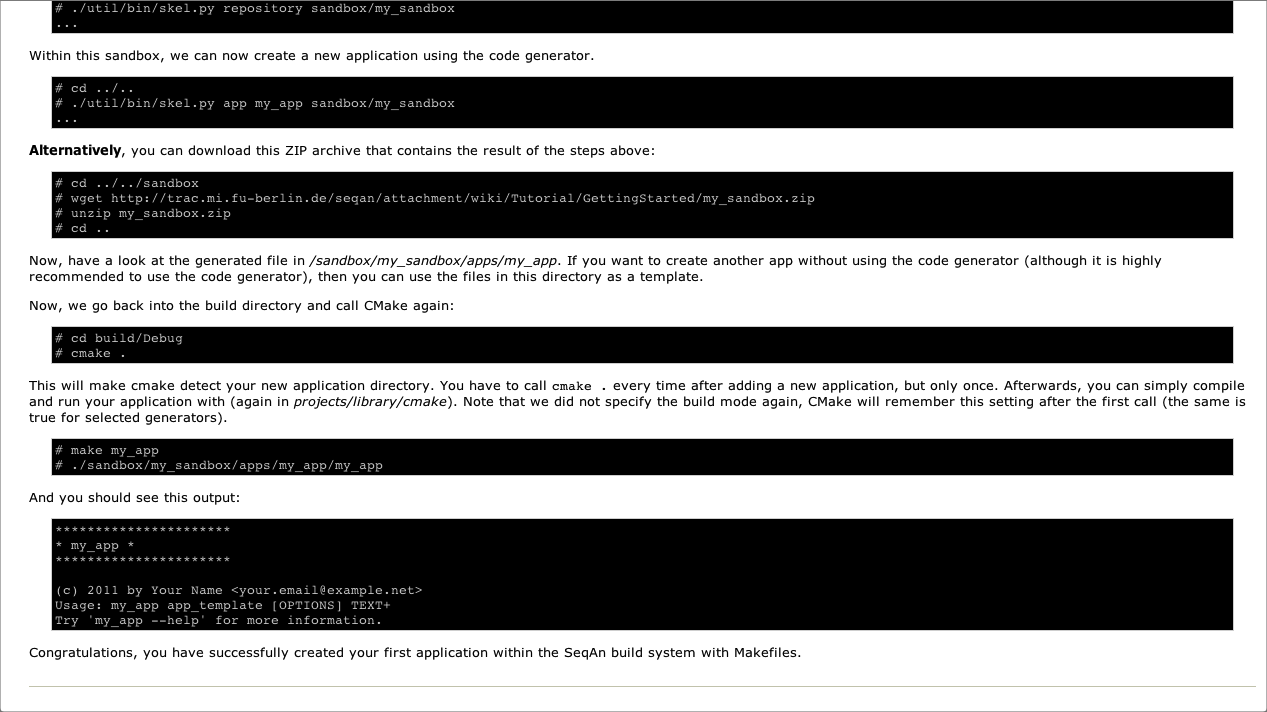 # ./util/bin/skel.py repository sandbox/my_sandbox
...
Within this sandbox, we can now create a new application using the code generator.
# cd ../..
# ./util/bin/skel.py app my_app sandbox/my_sandbox
...
Alternatively, you can download this ZIP archive that contains the result of the steps above:
# cd ../../sandbox
# wget http://trac.mi.fu-berlin.de/seqan/attachment/wiki/Tutorial/GettingStarted/my_sandbox.zip
# unzip my_sandbox.zip
# cd ..
Now, have a look at the generated file in /sandbox/my_sandbox/apps/my_app. If you want to create another app without using the code generator (although it is highly
recommended to use the code generator), then you can use the files in this directory as a template.
Now, we go back into the build directory and call CMake again:
# cd build/Debug
# cmake .
This will make cmake detect your new application directory. You have to call cmake . every time after adding a new application, but only once. Afterwards, you can simply compile
and run your application with (again in projects/library/cmake). Note that we did not specify the build mode again, CMake will remember this setting after the first call (the same is
true for selected generators).
# make my_app
# ./sandbox/my_sandbox/apps/my_app/my_app
And you should see this output:
**********************
* my_app *
**********************
(c) 2011 by Your Name <your.email@example.net>
Usage: my_app app_template [OPTIONS] TEXT+
Try 'my_app --help' for more information.
Congratulations, you have successfully created your first application within the SeqAn build system with Makefiles.